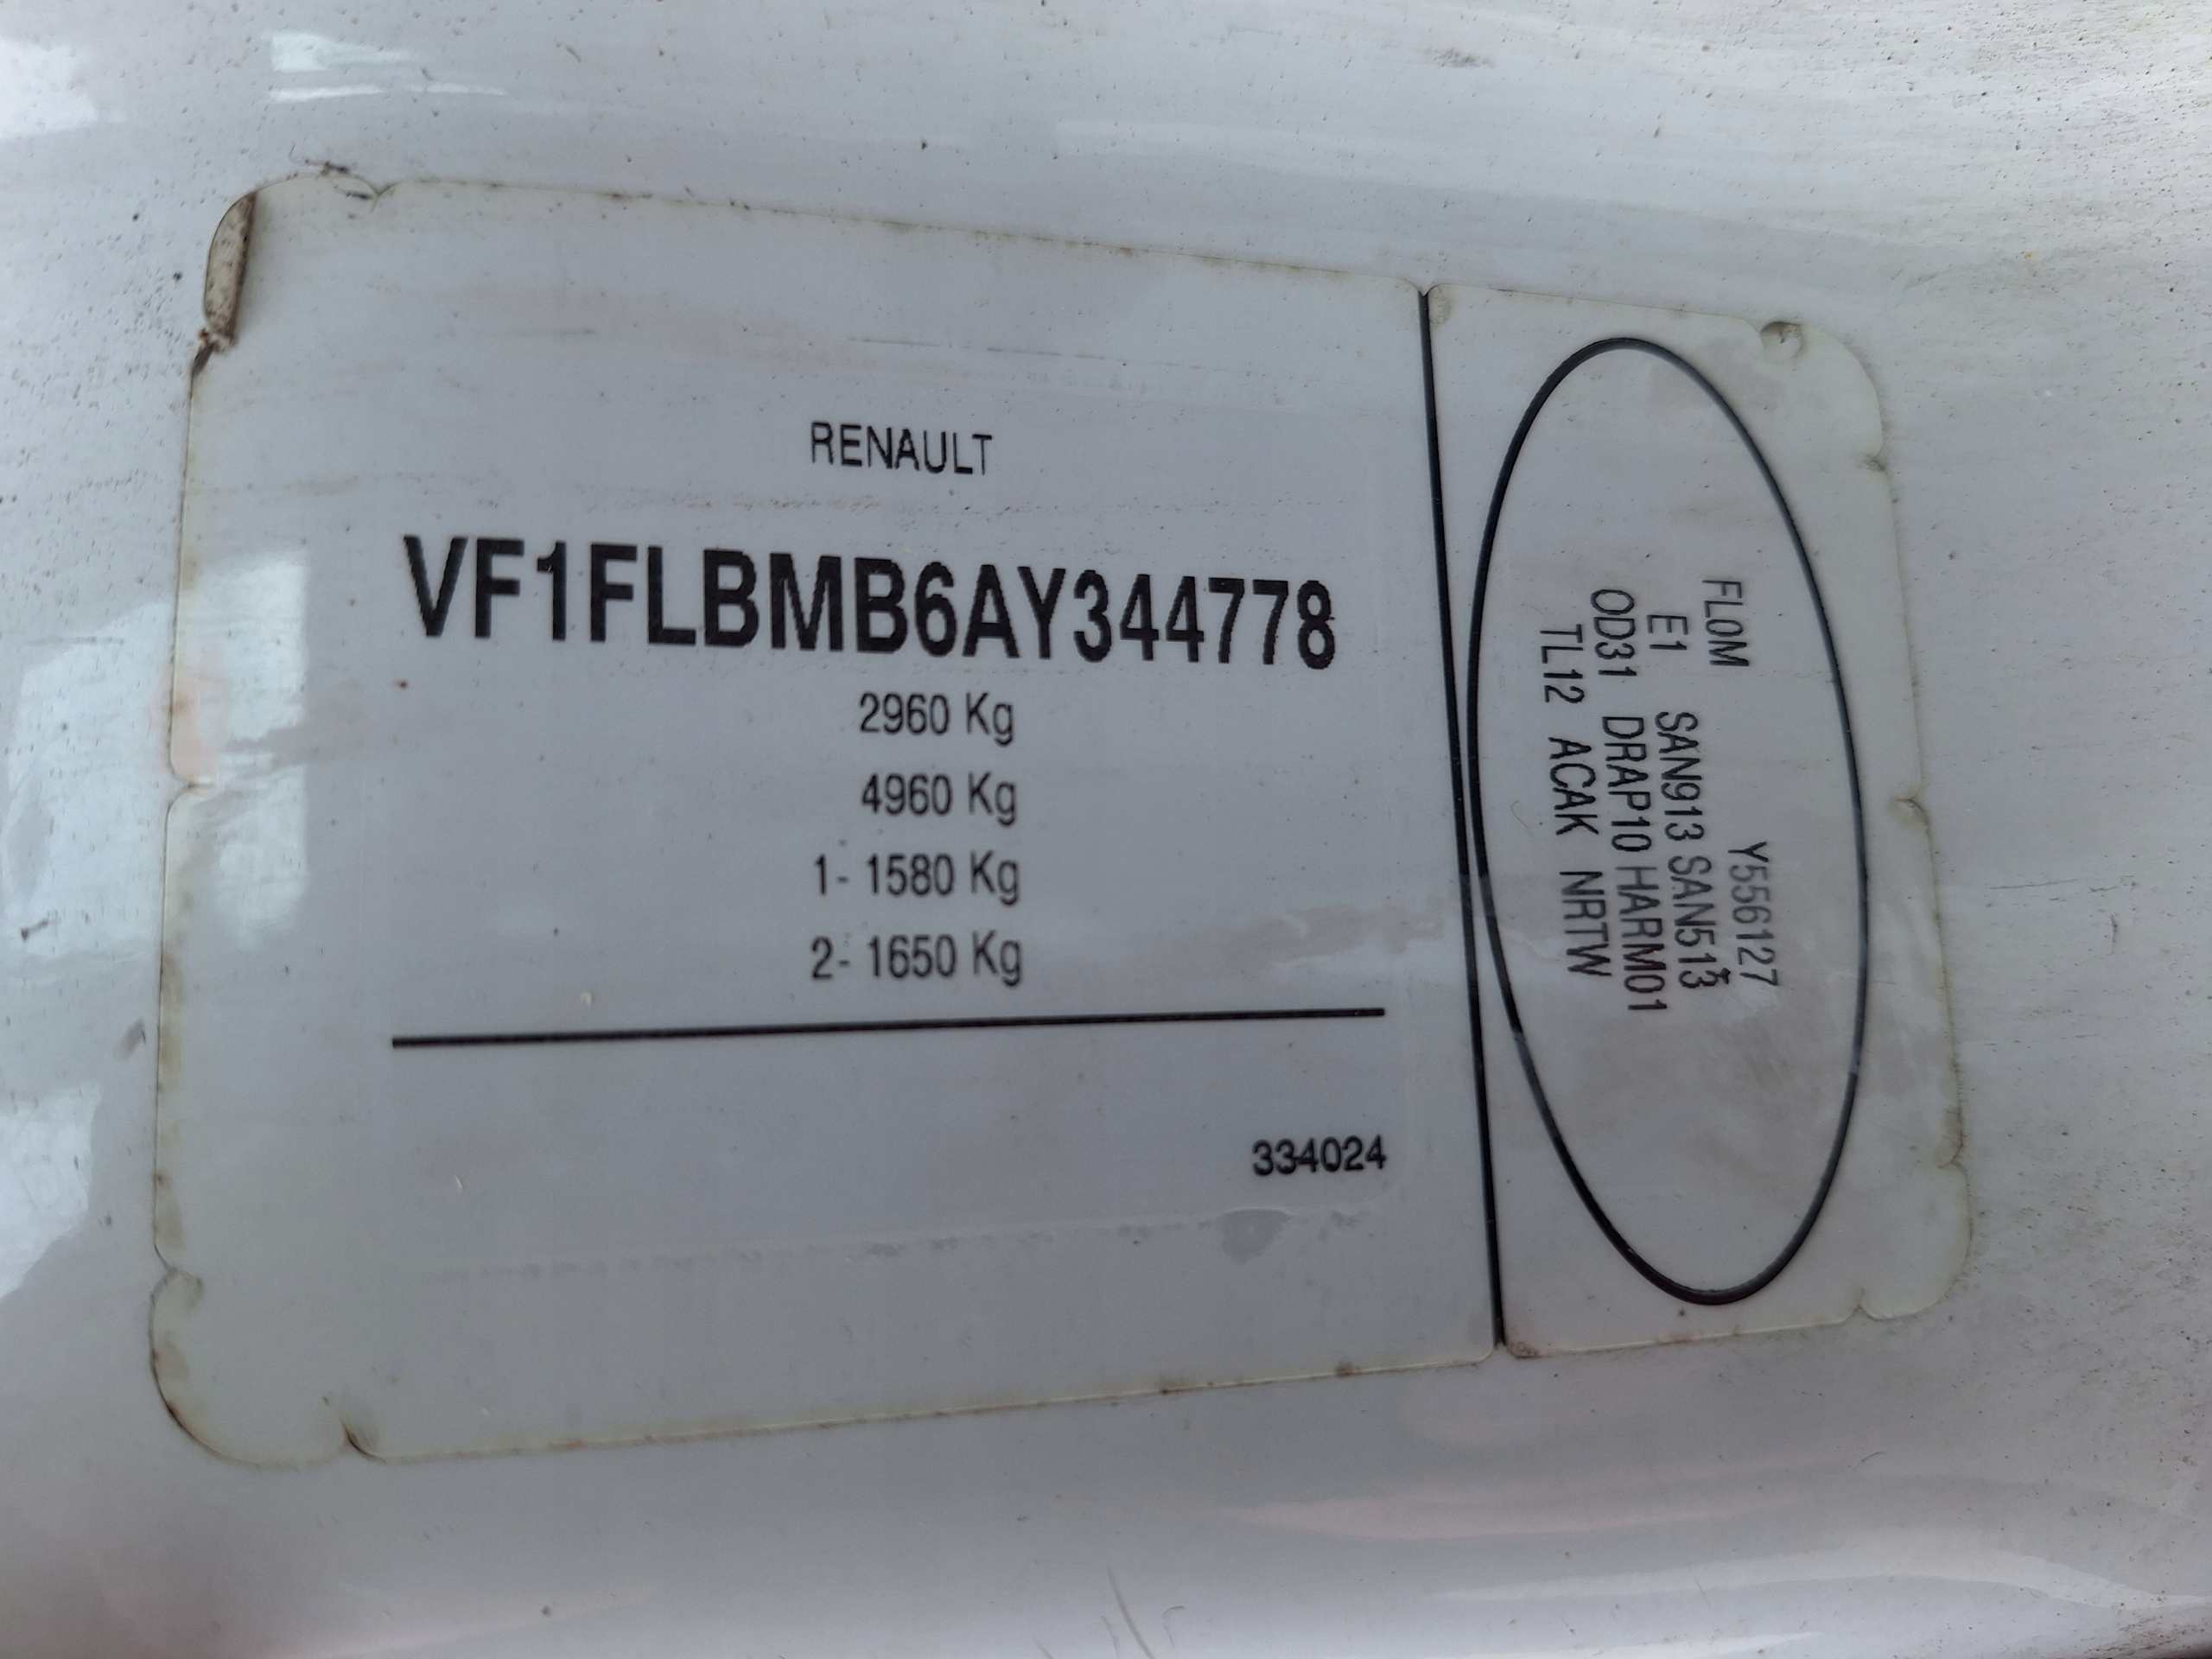 RENAULT
VF1FLBMB6AY344778
2960 Kg
4960 Kg
1- 1580 Kg
2- 1650 Kg
334024
FL0M Y556127
E1 SAN913 SAN513
OD31 DRAP10 HARM01
TL12 ACAK NRTW